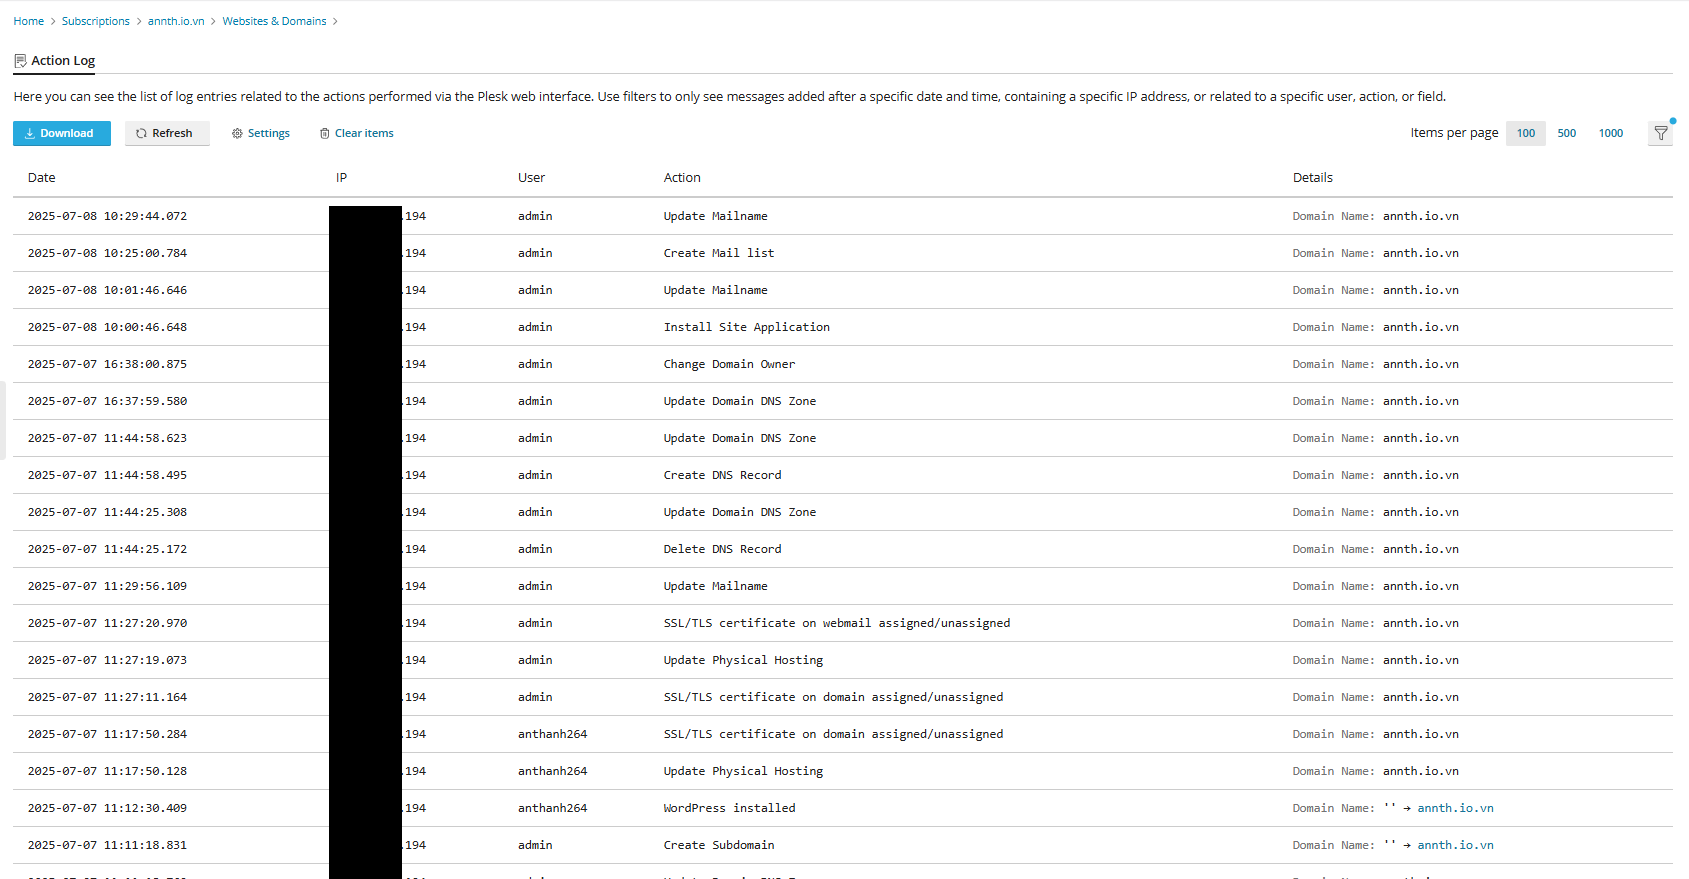 Home > Subscriptions > annth.io.vn > Websites & Domains >
Action Log
Here you can see the list of log entries related to the actions performed via the Plesk web interface. Use filters to only see messages added after a specific date and time, containing a specific IP address, or related to a specific user, action, or field.
Download Refresh Settings Clear items Items per page 100 500 1000
Date IP User Action Details
2025-07-08 10:29:44.072 .194 admin Update Mailname Domain Name: annth.io.vn
2025-07-08 10:25:00.784 .194 admin Create Mail list Domain Name: annth.io.vn
2025-07-08 10:01:46.646 .194 admin Update Mailname Domain Name: annth.io.vn
2025-07-08 10:00:46.648 .194 admin Install Site Application Domain Name: annth.io.vn
2025-07-07 16:38:00.875 .194 admin Change Domain Owner Domain Name: annth.io.vn
2025-07-07 16:37:59.580 .194 admin Update Domain DNS Zone Domain Name: annth.io.vn
2025-07-07 11:44:58.623 .194 admin Update Domain DNS Zone Domain Name: annth.io.vn
2025-07-07 11:44:58.495 .194 admin Create DNS Record Domain Name: annth.io.vn
2025-07-07 11:44:25.308 .194 admin Update Domain DNS Zone Domain Name: annth.io.vn
2025-07-07 11:44:25.172 .194 admin Delete DNS Record Domain Name: annth.io.vn
2025-07-07 11:29:56.109 .194 admin Update Mailname Domain Name: annth.io.vn
2025-07-07 11:27:20.970 .194 admin SSL/TLS certificate on webmail assigned/unassigned Domain Name: annth.io.vn
2025-07-07 11:27:19.073 .194 admin Update Physical Hosting Domain Name: annth.io.vn
2025-07-07 11:27:11.164 .194 admin SSL/TLS certificate on domain assigned/unassigned Domain Name: annth.io.vn
2025-07-07 11:17:50.284 .194 anthanh264 SSL/TLS certificate on domain assigned/unassigned Domain Name: annth.io.vn
2025-07-07 11:17:50.128 .194 anthanh264 Update Physical Hosting Domain Name: annth.io.vn
2025-07-07 11:12:30.409 .194 anthanh264 WordPress installed Domain Name: '' → annth.io.vn
2025-07-07 11:11:18.831 .194 admin Create Subdomain Domain Name: '' → annth.io.vn